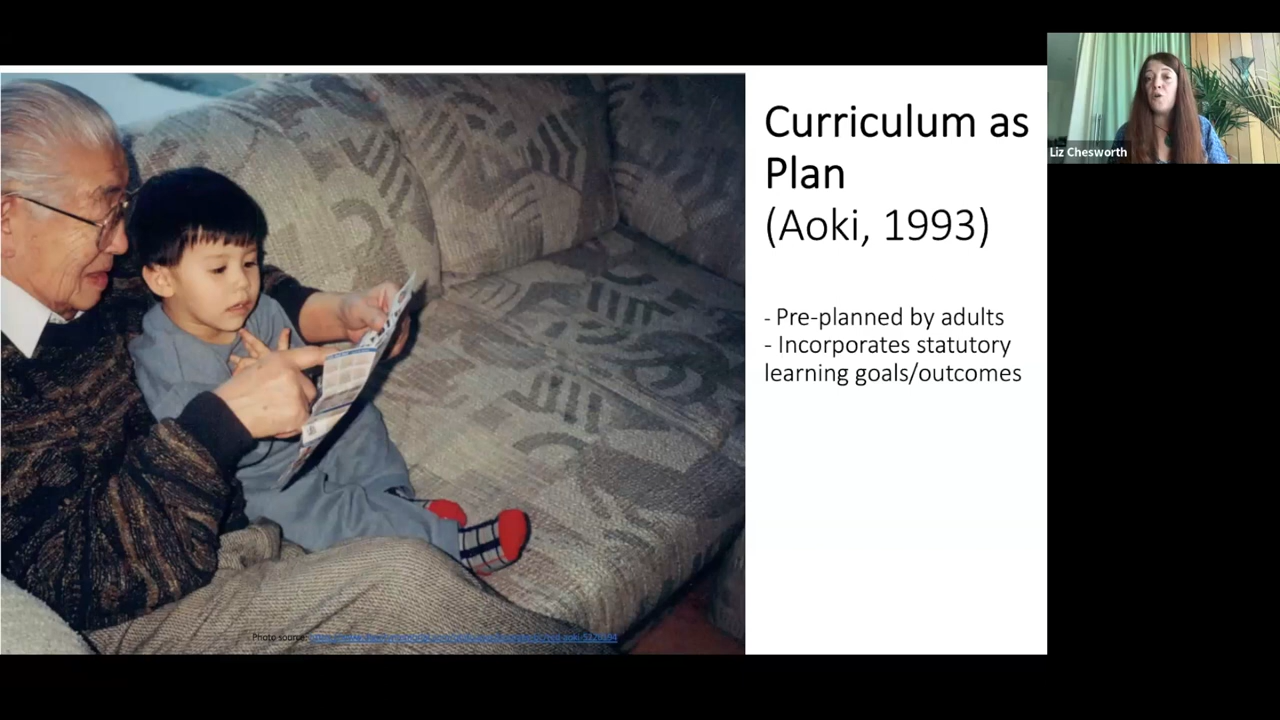 Curriculum as
Plan
(Aoki, 1993)
- Pre-planned by adults
- Incorporates statutory
learning goals/outcomes
Liz Chesworth
Photo source: